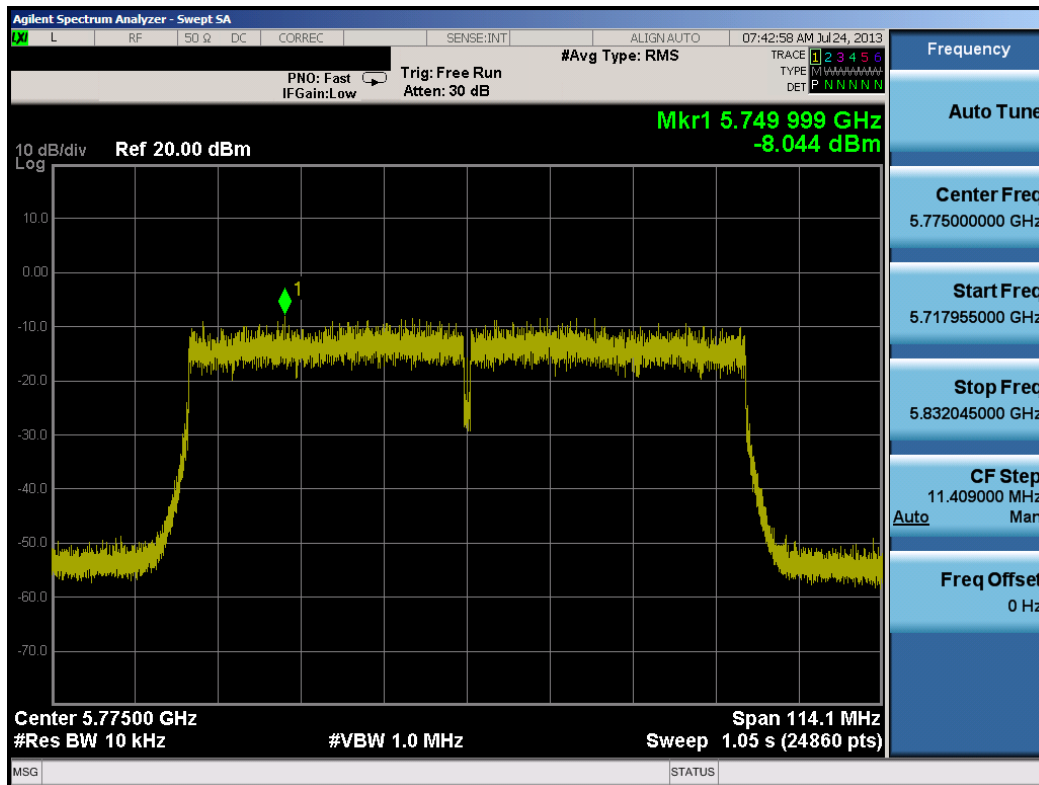 Agilent Spectrum Analyzer - Swept SA
LXI L RF 50 Ω DC CORREC SENSE:INT ALIGN AUTO 07:42:58 AM Jul 24, 2013
PNO: Fast
IFGain:Low
Trig: Free Run
Atten: 30 dB
#Avg Type: RMS
TRACE 1 2 3 4 5 6
TYPE M
DET P N N N N N
Mkr1 5.749 999 GHz
-8.044 dBm
10 dB/div Ref 20.00 dBm
Log
10.0
0.00
-10.0
-20.0
-30.0
-40.0
-50.0
-60.0
-70.0
1
Center 5.77500 GHz Span 114.1 MHz
#Res BW 10 kHz #VBW 1.0 MHz Sweep 1.05 s (24860 pts)
MSG STATUS
Frequency
Auto Tune
Center Freq
5.775000000 GHz
Start Freq
5.717955000 GHz
Stop Freq
5.832045000 GHz
CF Step
11.409000 MHz
Auto Man
Freq Offset
0 Hz